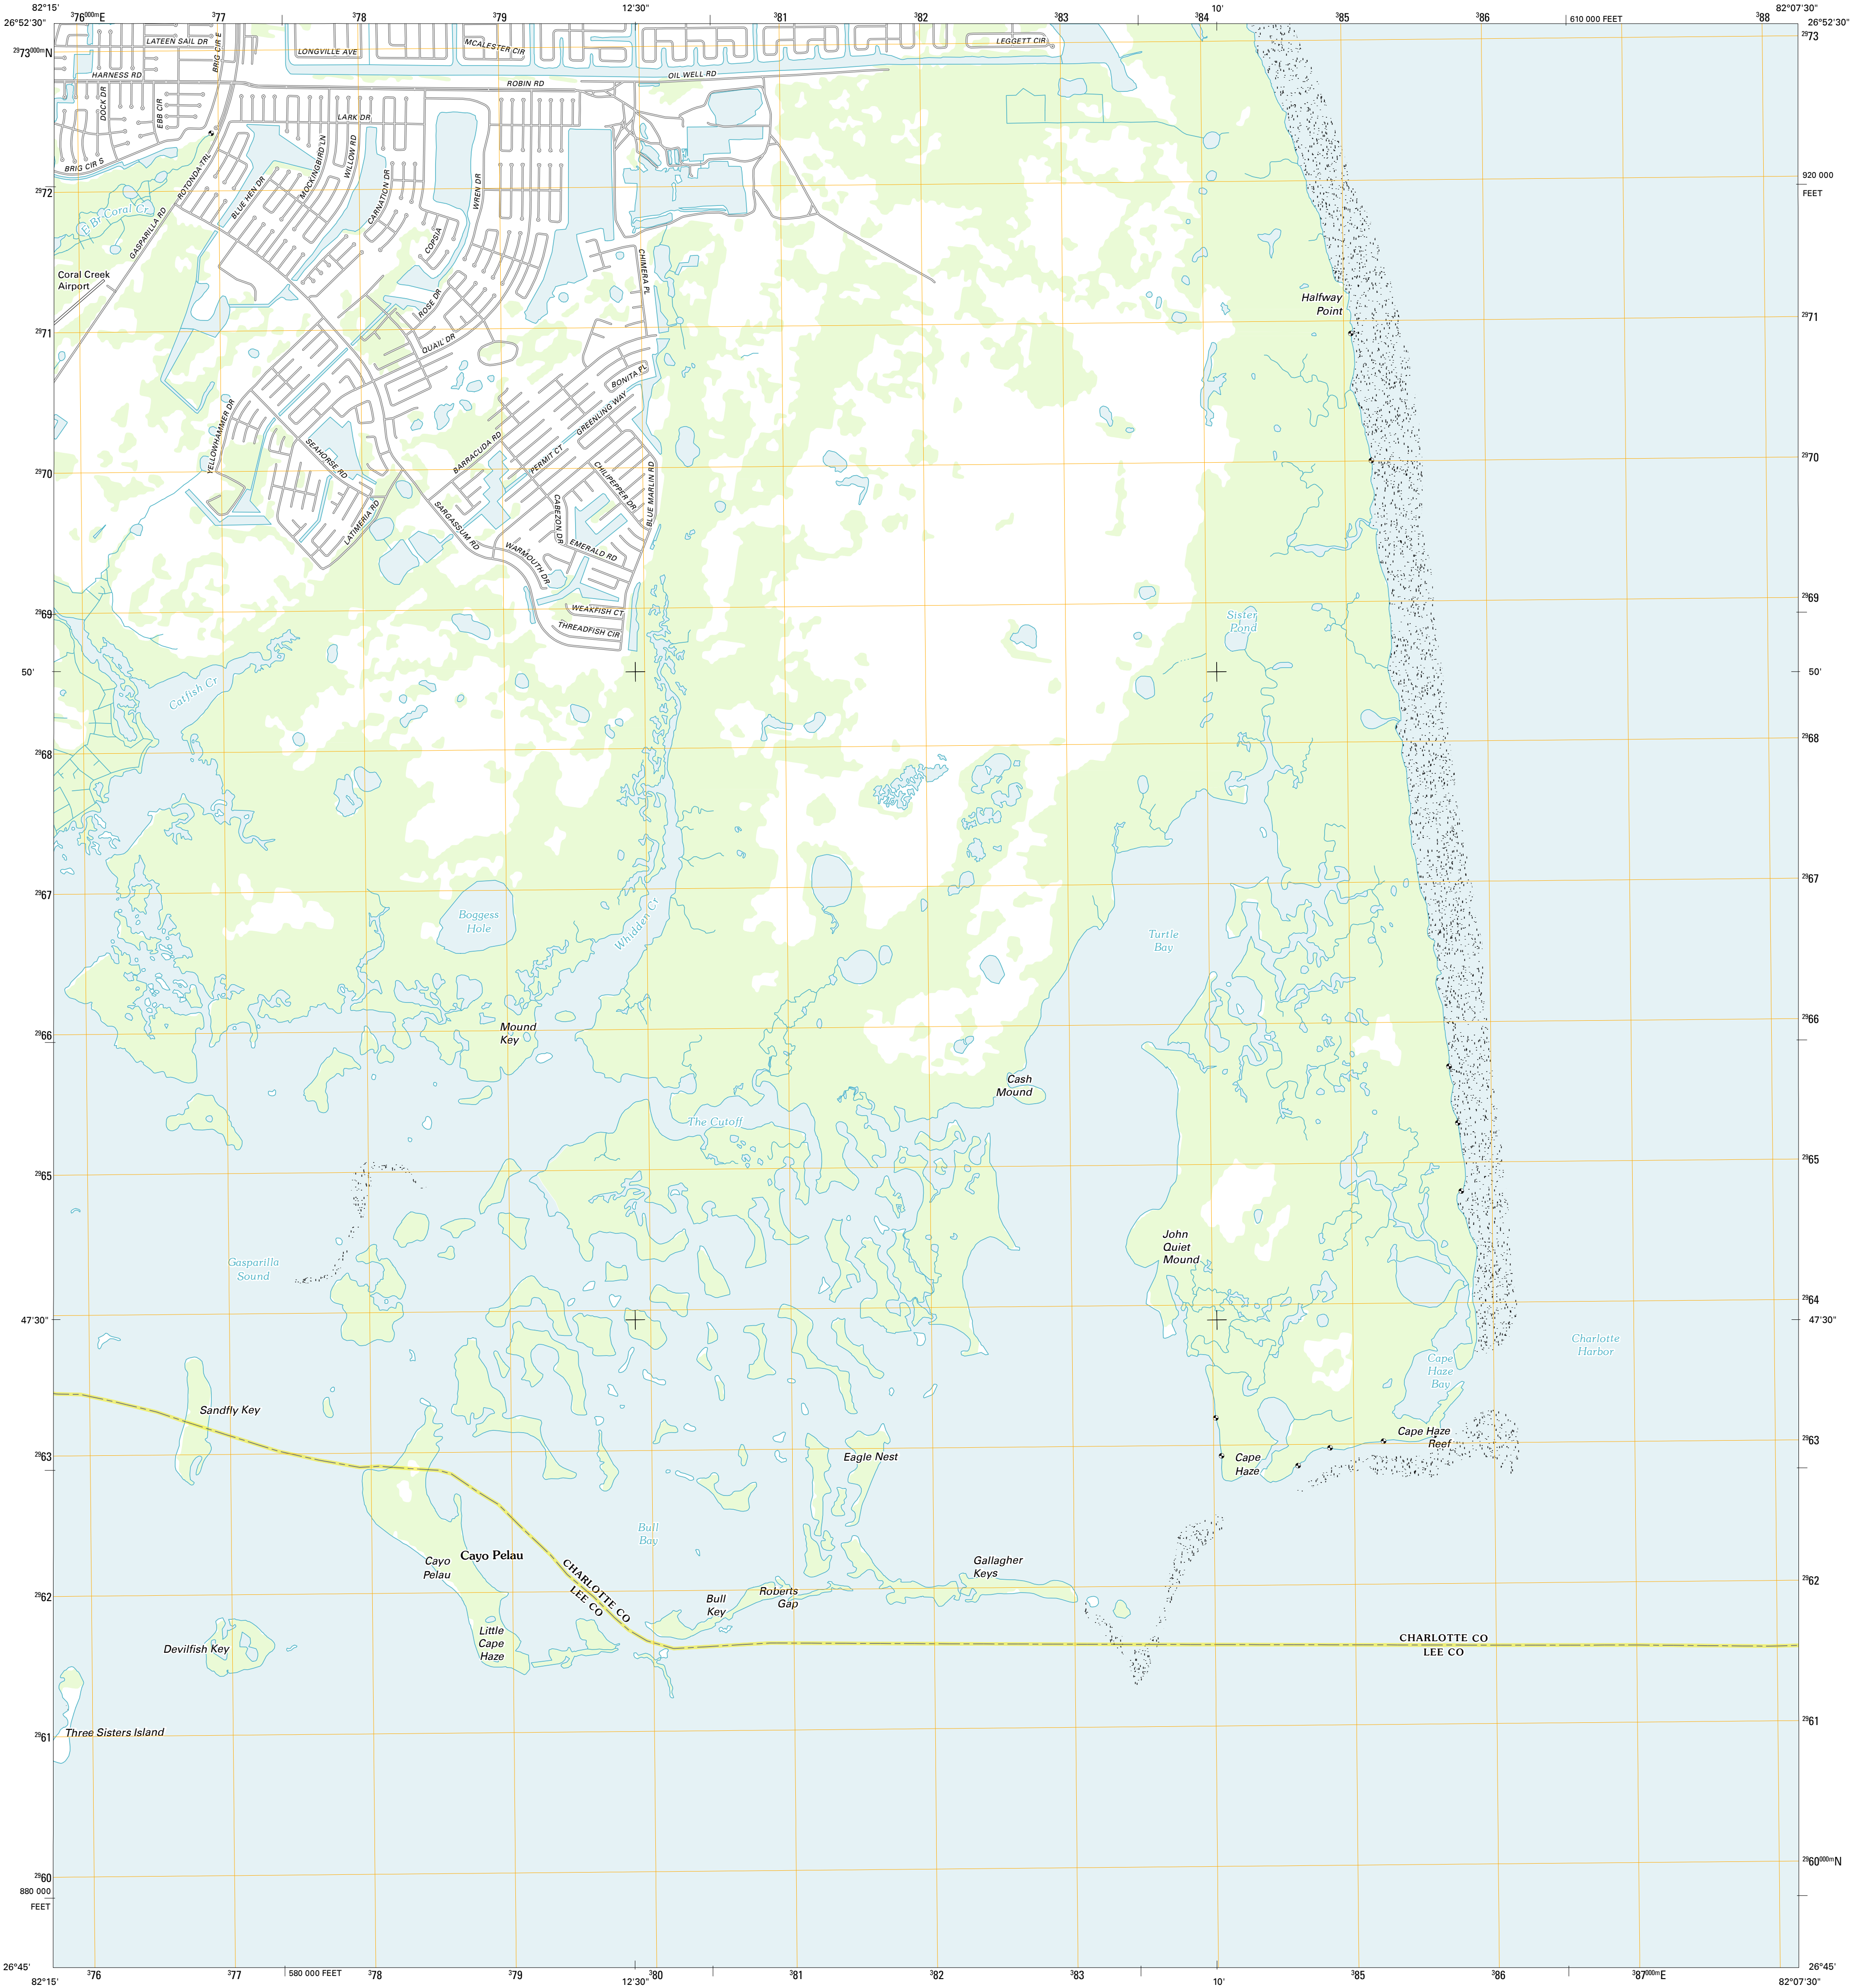 82°15'
³76⁰⁰⁰ᵐE
³77
³78
³79
12'30"
³81
³82
³83
10'
³85
³86
610 000 FEET
³88
82°07'30"
26°52'30"
26°52'30"
²⁹73⁰⁰⁰ᵐN
²⁹73
LATEEN SAIL DR
BRIG CIR E
LONGVILLE AVE
MCALESTER CIR
LEGGETT CIR
HARNESS RD
ROBIN RD
OIL WELL RD
DOCK DR
EBB CIR
LARK DR
BRIG CIR S
ROTONDA TRL
MOCKINGBIRD LN
WILLOW RD
²⁹72
920 000
FEET
BLUE HEN DR
CARNATION DR
WREN DR
E Br Coral Cr
GASPARILLA RD
COPSIA
CHIMERA PL
Coral Creek
Airport
ROSE DR
Halfway
Point
²⁹71
²⁹71
QUAIL DR
BONITA PL
YELLOWHAMMER DR
GREENLING WAY
SEAHORSE RD
BARRACUDA RD
PERMIT CT
²⁹70
²⁹70
CHILIPEPPER DR
BLUE MARLIN RD
LATIMERIA RD
SARGASSUM RD
CABEZON DR
WARMOUTH DR
EMERALD RD
²⁹69
²⁹69
WEAKFISH CT
THREADFISH CIR
Sister
Pond
50'
50'
Catfish Cr
²⁹68
²⁹68
²⁹67
²⁹67
Boggess
Hole
Whidden Cr
Turtle
Bay
²⁹66
²⁹66
Mound
Key
Cash
Mound
The Cutoff
²⁹65
²⁹65
John
Quiet
Mound
Gasparilla
Sound
²⁹64
47'30"
47'30"
Charlotte
Harbor
Cape
Haze
Bay
Sandfly Key
Cape Haze
Reef
²⁹63
²⁹63
Eagle Nest
Cape
Haze
Bull
Bay
Cayo
Pelau
Cayo Pelau
CHARLOTTE CO
LEE CO
Gallagher
Keys
²⁹62
²⁹62
Bull
Key
Roberts
Gap
Little
Cape
Haze
Devilfish Key
CHARLOTTE CO
LEE CO
²⁹61
²⁹61
Three Sisters Island
²⁹60
²⁹60⁰⁰⁰ᵐN
880 000
FEET
26°45'
26°45'
82°15'
³76
³77
580 000 FEET
³78
³79
12'30"
³80
³81
³82
³83
10'
³85
³86
³87⁰⁰⁰ᵐE
82°07'30"